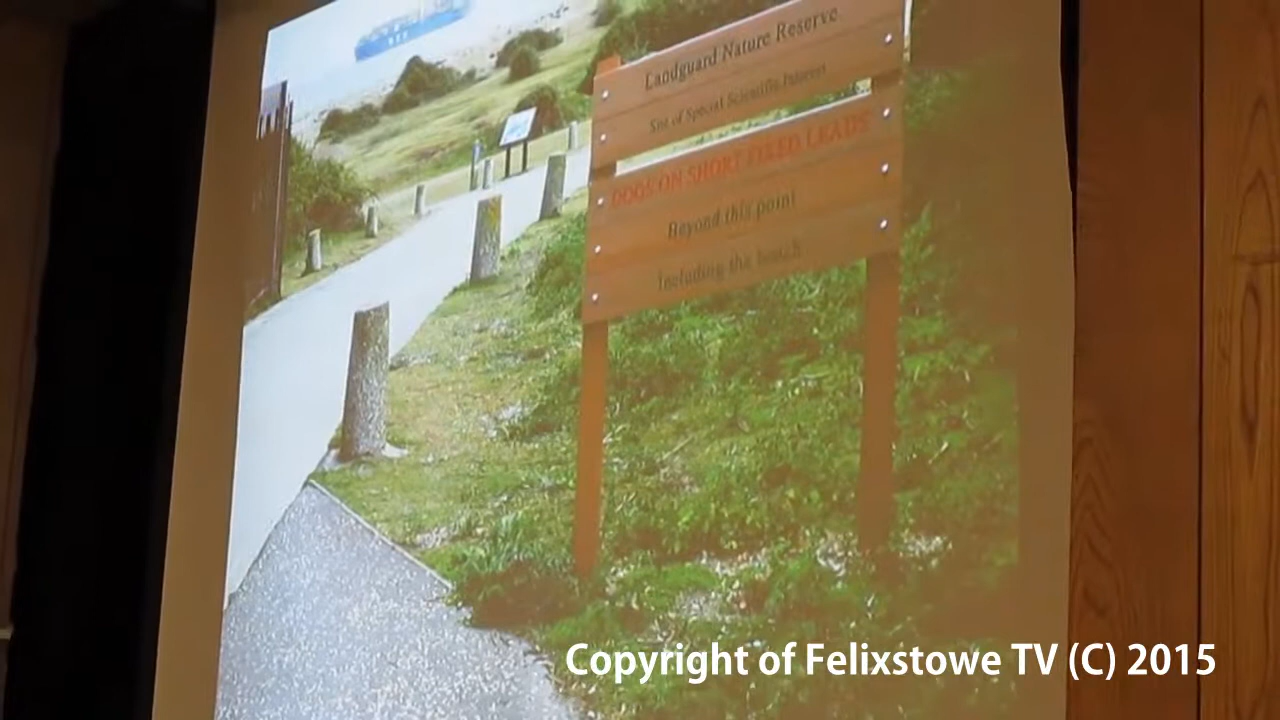 Landguard Nature Reserve
Site of Special Scientific Interest
DOGS ON SHORT FIXED LEADS
Beyond this point
Including the beach
Copyright of Felixstowe TV (C) 2015